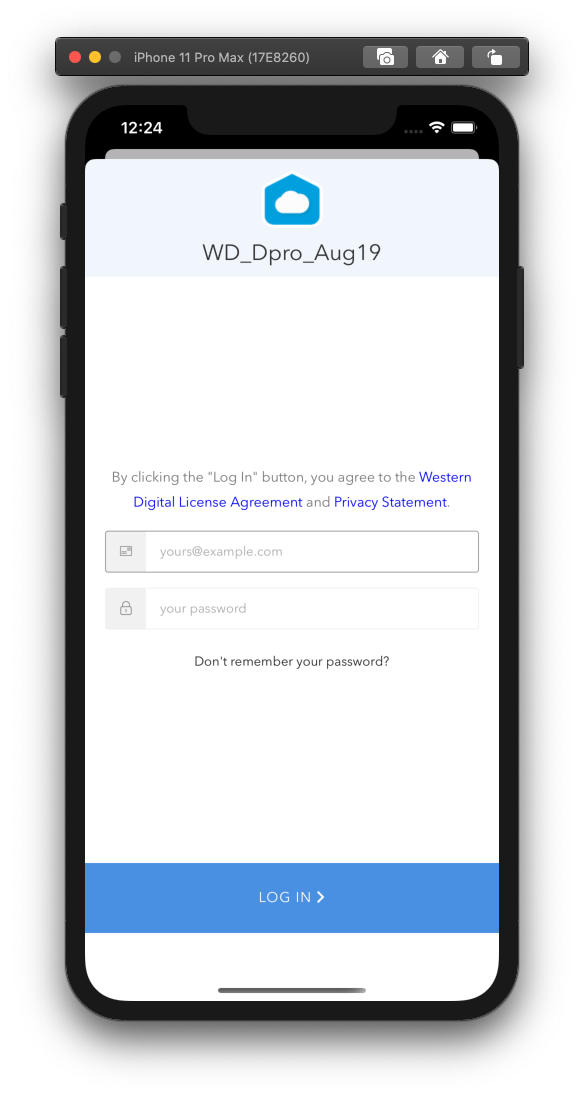 iPhone 11 Pro Max (17E8260)
12:24
WD_Dpro_Aug19
By clicking the "Log In" button, you agree to the Western
Digital License Agreement and Privacy Statement.
yours@example.com
your password
Don't remember your password?
LOG IN